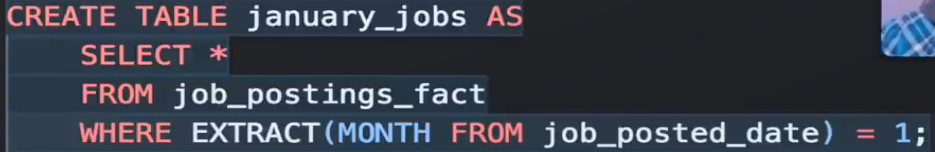 CREATE TABLE january_jobs AS
SELECT *
FROM job_postings_fact
WHERE EXTRACT(MONTH FROM job_posted_date) = 1;